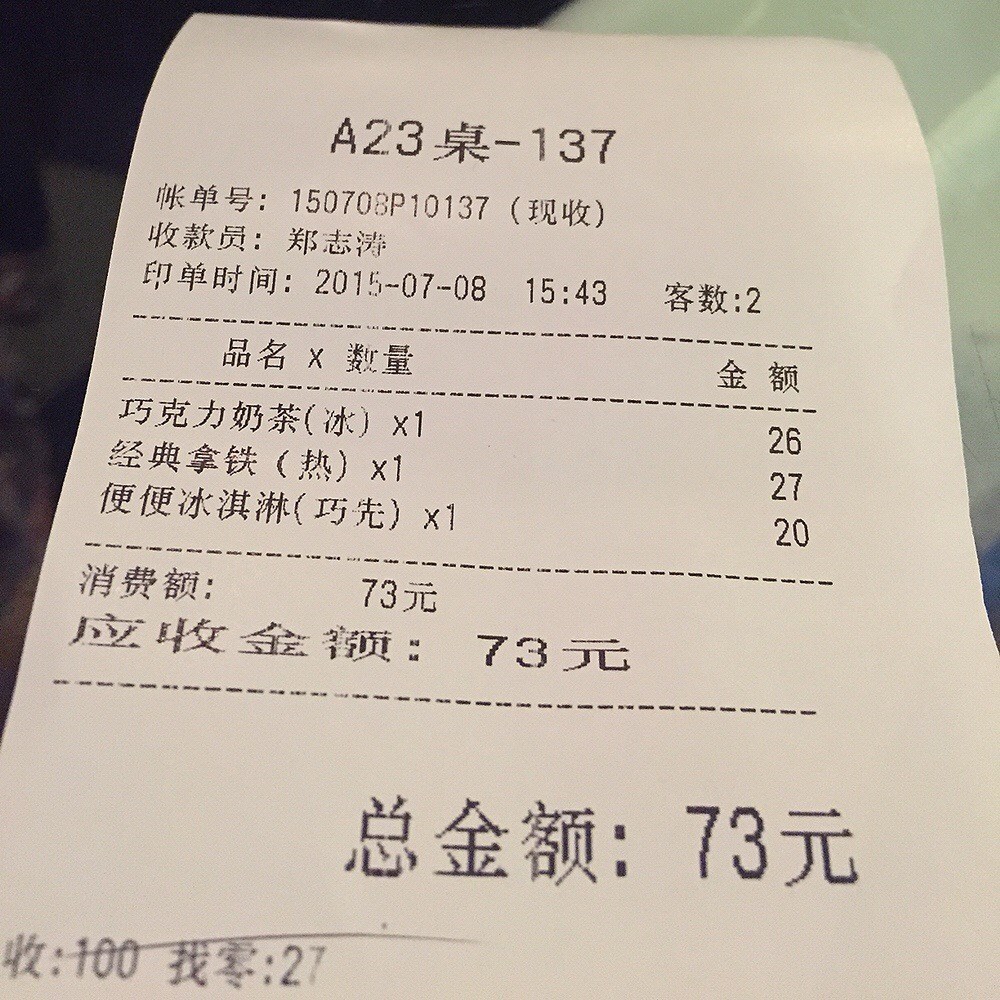 A23桌-137
帐单号: 150708P10137 (现收)
收款员: 郑志涛
印单时间: 2015-07-08 15:43 客数:2
品名 x 数量 金 额
巧克力奶茶(冰) x1 26
经典拿铁 (热) x1 27
便便冰淇淋(巧先) x1 20
消费额: 73元
应收金额: 73元
总金额: 73元
收:100 找零:27